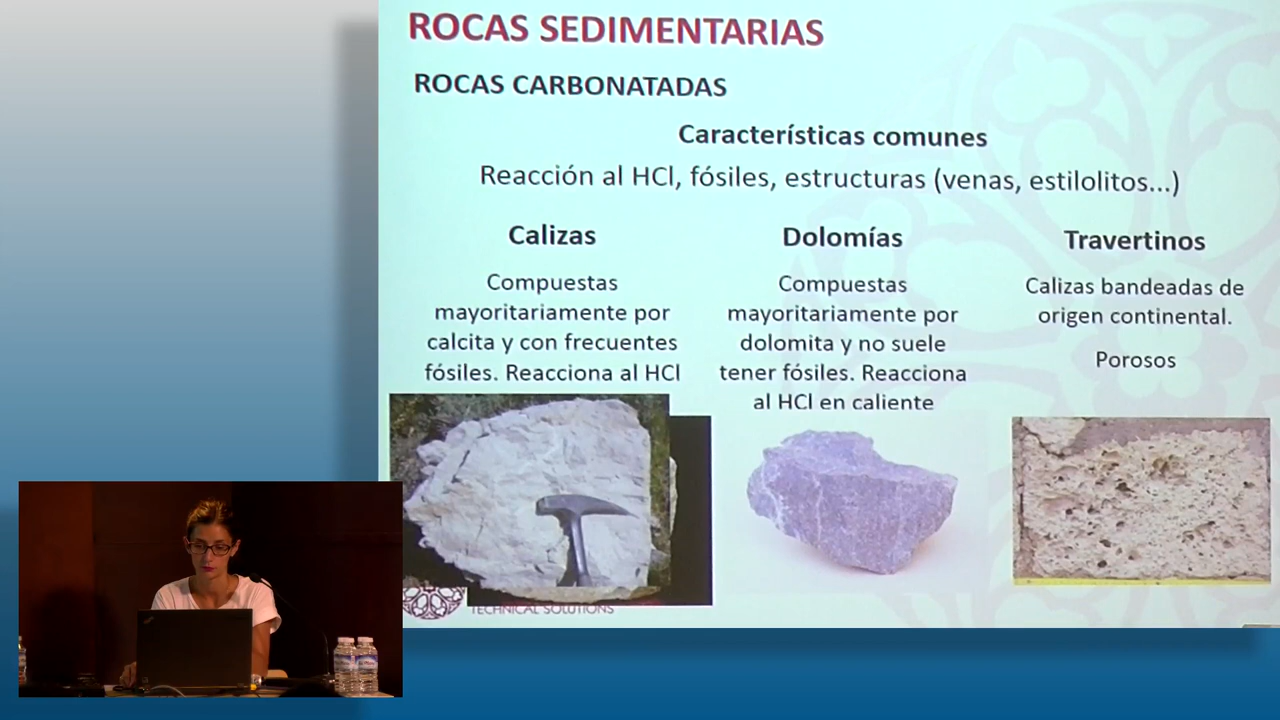 ROCAS SEDIMENTARIAS
ROCAS CARBONATADAS
Características comunes
Reacción al HCl, fósiles, estructuras (venas, estilolitos...)
Calizas
Compuestas
mayoritariamente por
calcita y con frecuentes
fósiles. Reacciona al HCl
Dolomías
Compuestas
mayoritariamente por
dolomita y no suele
tener fósiles. Reacciona
al HCl en caliente
Travertinos
Calizas bandeadas de
origen continental.
Porosos
TECHNICAL SOLUTIONS